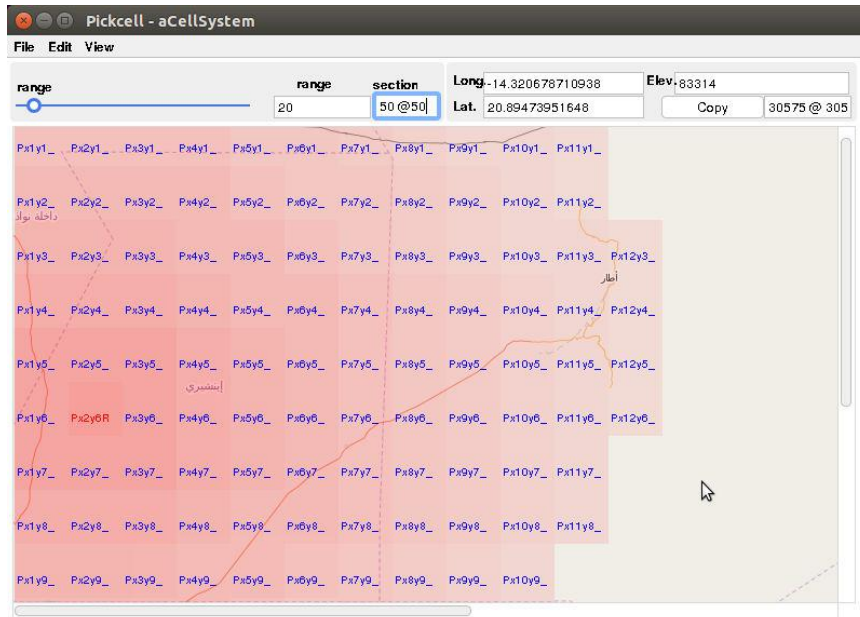 Pickcell - aCellSystem
File Edit View
range range section Long. -14.320678710938 Elev. 83314
20 50 @50 Lat. 20.89473951648 Copy 30575 @ 305
Px1y1_ Px2y1_ Px3y1_ Px4y1_ Px5y1_ Px6y1_ Px7y1_ Px8y1_ Px9y1_ Px10y1_ Px11y1_
Px1y2_ Px2y2_ Px3y2_ Px4y2_ Px5y2_ Px6y2_ Px7y2_ Px8y2_ Px9y2_ Px10y2_ Px11y2_
داخلة نواذ
Px1y3_ Px2y3_ Px3y3_ Px4y3_ Px5y3_ Px6y3_ Px7y3_ Px8y3_ Px9y3_ Px10y3_ Px11y3_ Px12y3_
أطار
Px1y4_ Px2y4_ Px3y4_ Px4y4_ Px5y4_ Px6y4_ Px7y4_ Px8y4_ Px9y4_ Px10y4_ Px11y4_ Px12y4_
Px1y5_ Px2y5_ Px3y5_ Px4y5_ Px5y5_ Px6y5_ Px7y5_ Px8y5_ Px9y5_ Px10y5_ Px11y5_ Px12y5_
إينشيري
Px1y6_ Px2y6R Px3y6_ Px4y6_ Px5y6_ Px6y6_ Px7y6_ Px8y6_ Px9y6_ Px10y6_ Px11y6_ Px12y6_
Px1y7_ Px2y7_ Px3y7_ Px4y7_ Px5y7_ Px6y7_ Px7y7_ Px8y7_ Px9y7_ Px10y7_ Px11y7_
Px1y8_ Px2y8_ Px3y8_ Px4y8_ Px5y8_ Px6y8_ Px7y8_ Px8y8_ Px9y8_ Px10y8_ Px11y8_
Px1y9_ Px2y9_ Px3y9_ Px4y9_ Px5y9_ Px6y9_ Px7y9_ Px8y9_ Px9y9_ Px10y9_